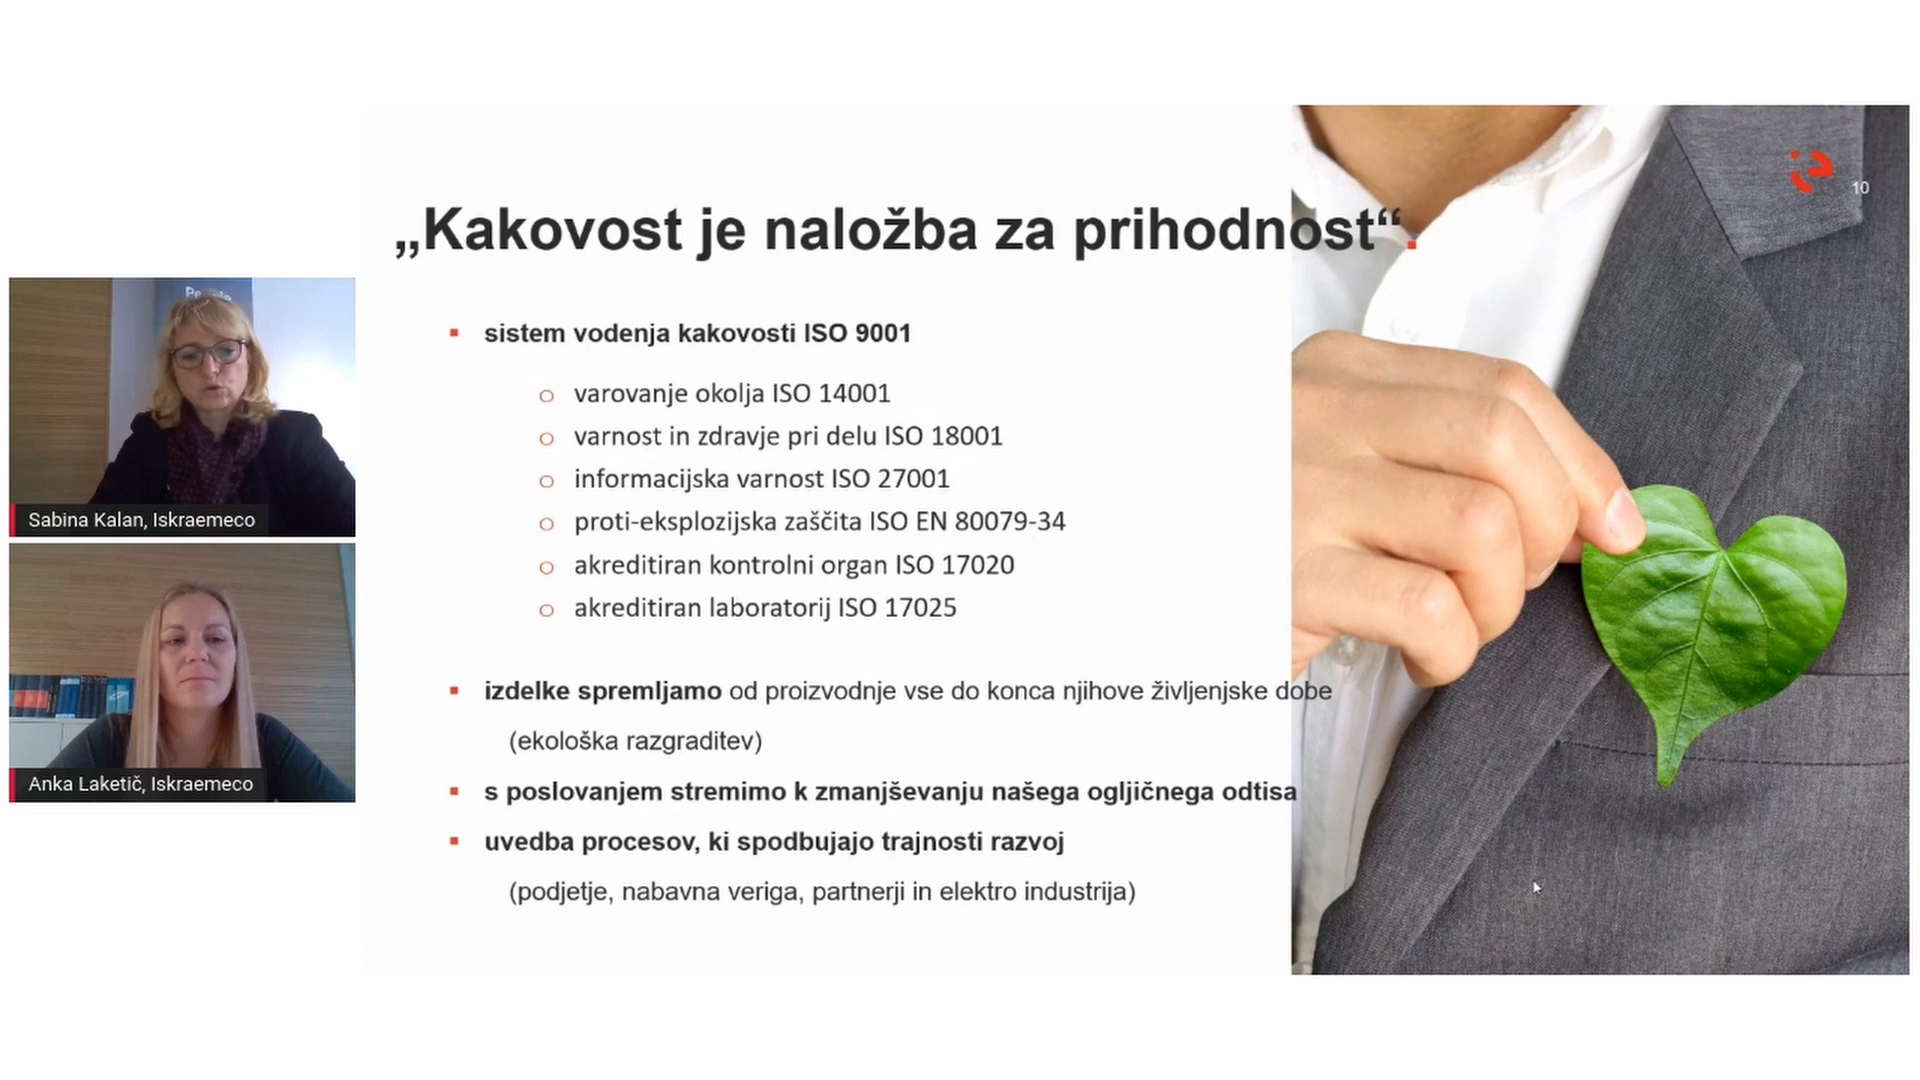 „Kakovost je naložba za prihodnost“.
10
sistem vodenja kakovosti ISO 9001
varovanje okolja ISO 14001
varnost in zdravje pri delu ISO 18001
informacijska varnost ISO 27001
proti-eksplozijska zaščita ISO EN 80079-34
akreditiran kontrolni organ ISO 17020
akreditiran laboratorij ISO 17025
izdelke spremljamo od proizvodnje vse do konca njihove življenjske dobe
(ekološka razgraditev)
s poslovanjem stremimo k zmanjševanju našega ogljičnega odtisa
uvedba procesov, ki spodbujajo trajnosti razvoj
(podjetje, nabavna veriga, partnerji in elektro industrija)
Sabina Kalan, Iskraemeco
Anka Laketič, Iskraemeco